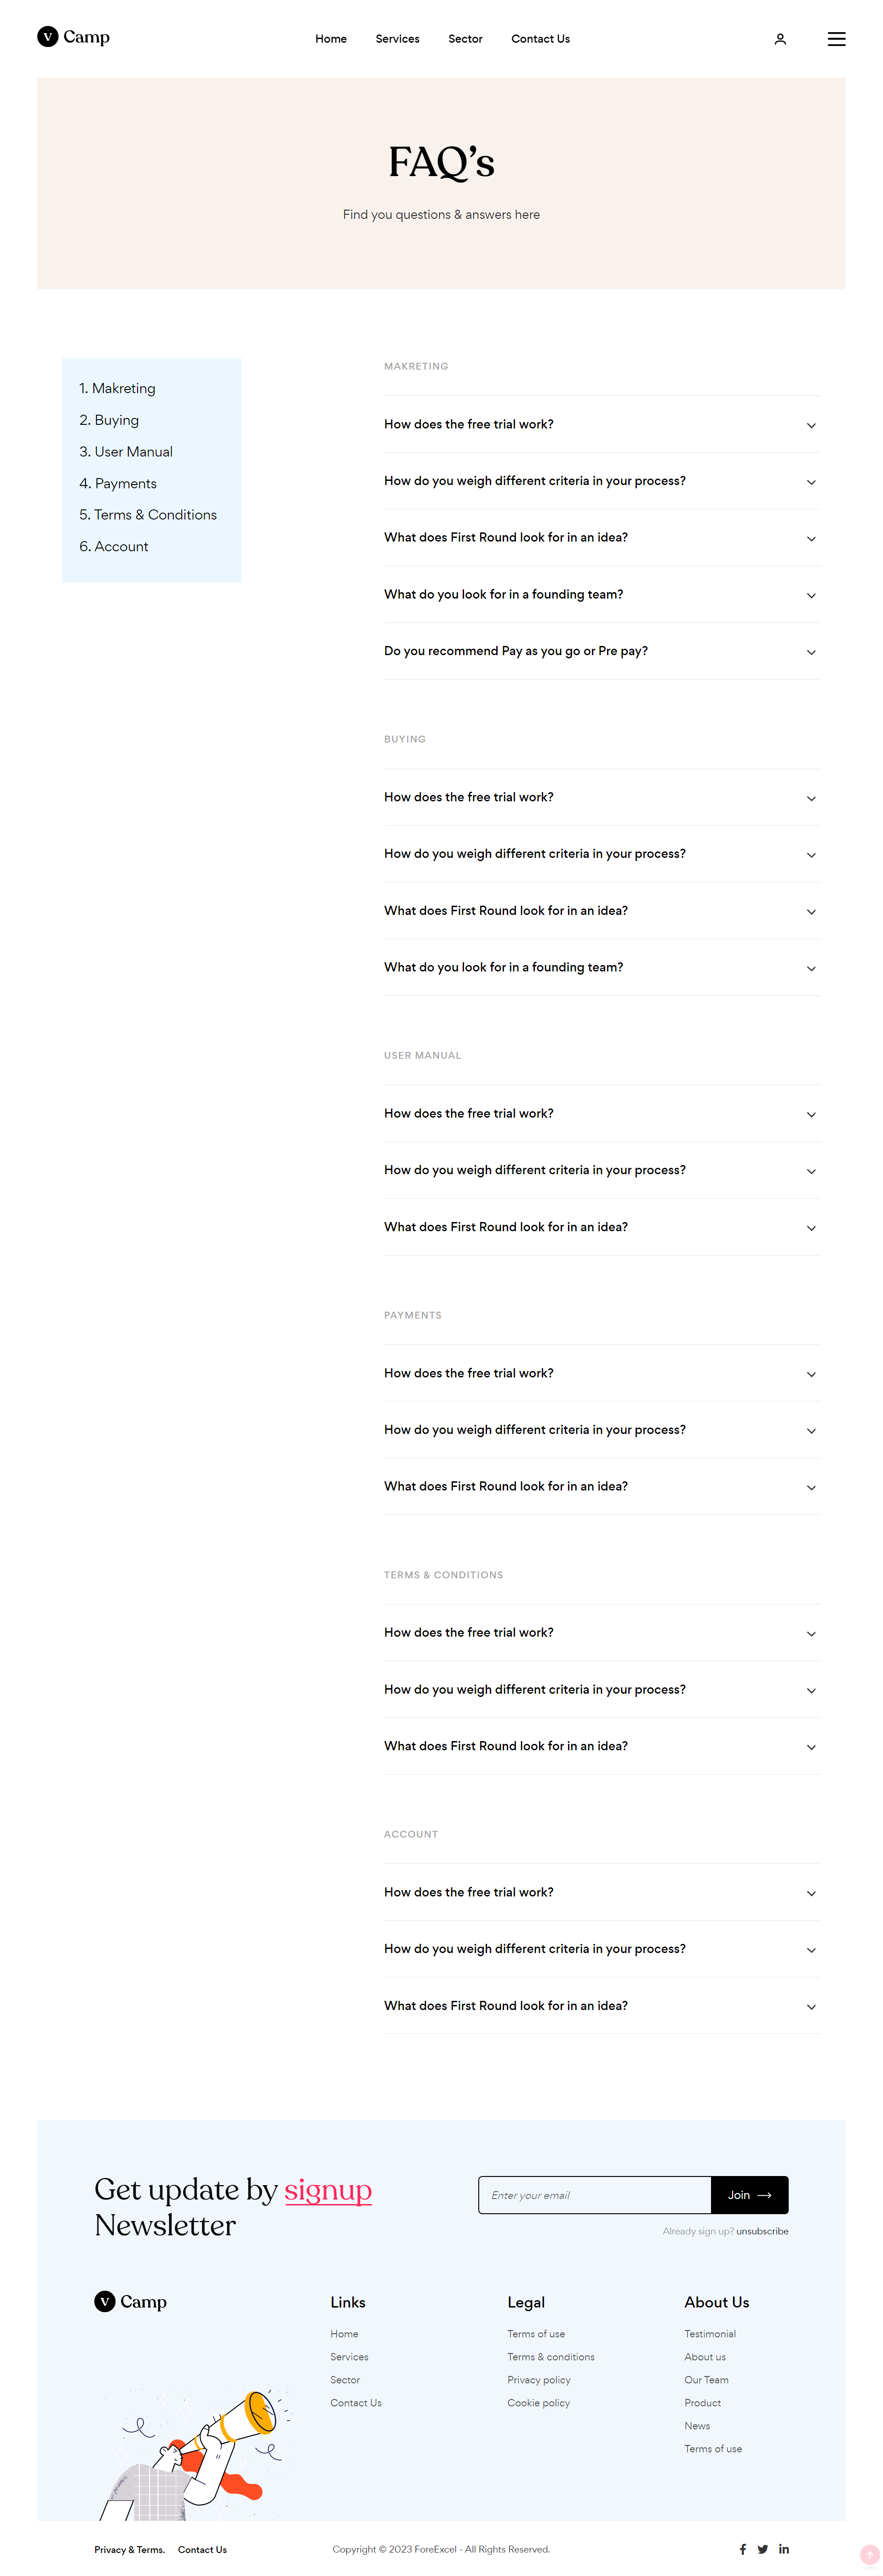 v Camp
Home Services Sector Contact Us
FAQ’s
Find you questions & answers here
1. Makreting
2. Buying
3. User Manual
4. Payments
5. Terms & Conditions
6. Account
MAKRETING
How does the free trial work?
How do you weigh different criteria in your process?
What does First Round look for in an idea?
What do you look for in a founding team?
Do you recommend Pay as you go or Pre pay?
BUYING
How does the free trial work?
How do you weigh different criteria in your process?
What does First Round look for in an idea?
What do you look for in a founding team?
USER MANUAL
How does the free trial work?
How do you weigh different criteria in your process?
What does First Round look for in an idea?
PAYMENTS
How does the free trial work?
How do you weigh different criteria in your process?
What does First Round look for in an idea?
TERMS & CONDITIONS
How does the free trial work?
How do you weigh different criteria in your process?
What does First Round look for in an idea?
ACCOUNT
How does the free trial work?
How do you weigh different criteria in your process?
What does First Round look for in an idea?
Get update by signup
Newsletter
Enter your email
Join
Already sign up? unsubscribe
v Camp
Links
Home
Services
Sector
Contact Us
Legal
Terms of use
Terms & conditions
Privacy policy
Cookie policy
About Us
Testimonial
About us
Our Team
Product
News
Terms of use
Privacy & Terms. Contact Us
Copyright © 2023 ForeExcel - All Rights Reserved.